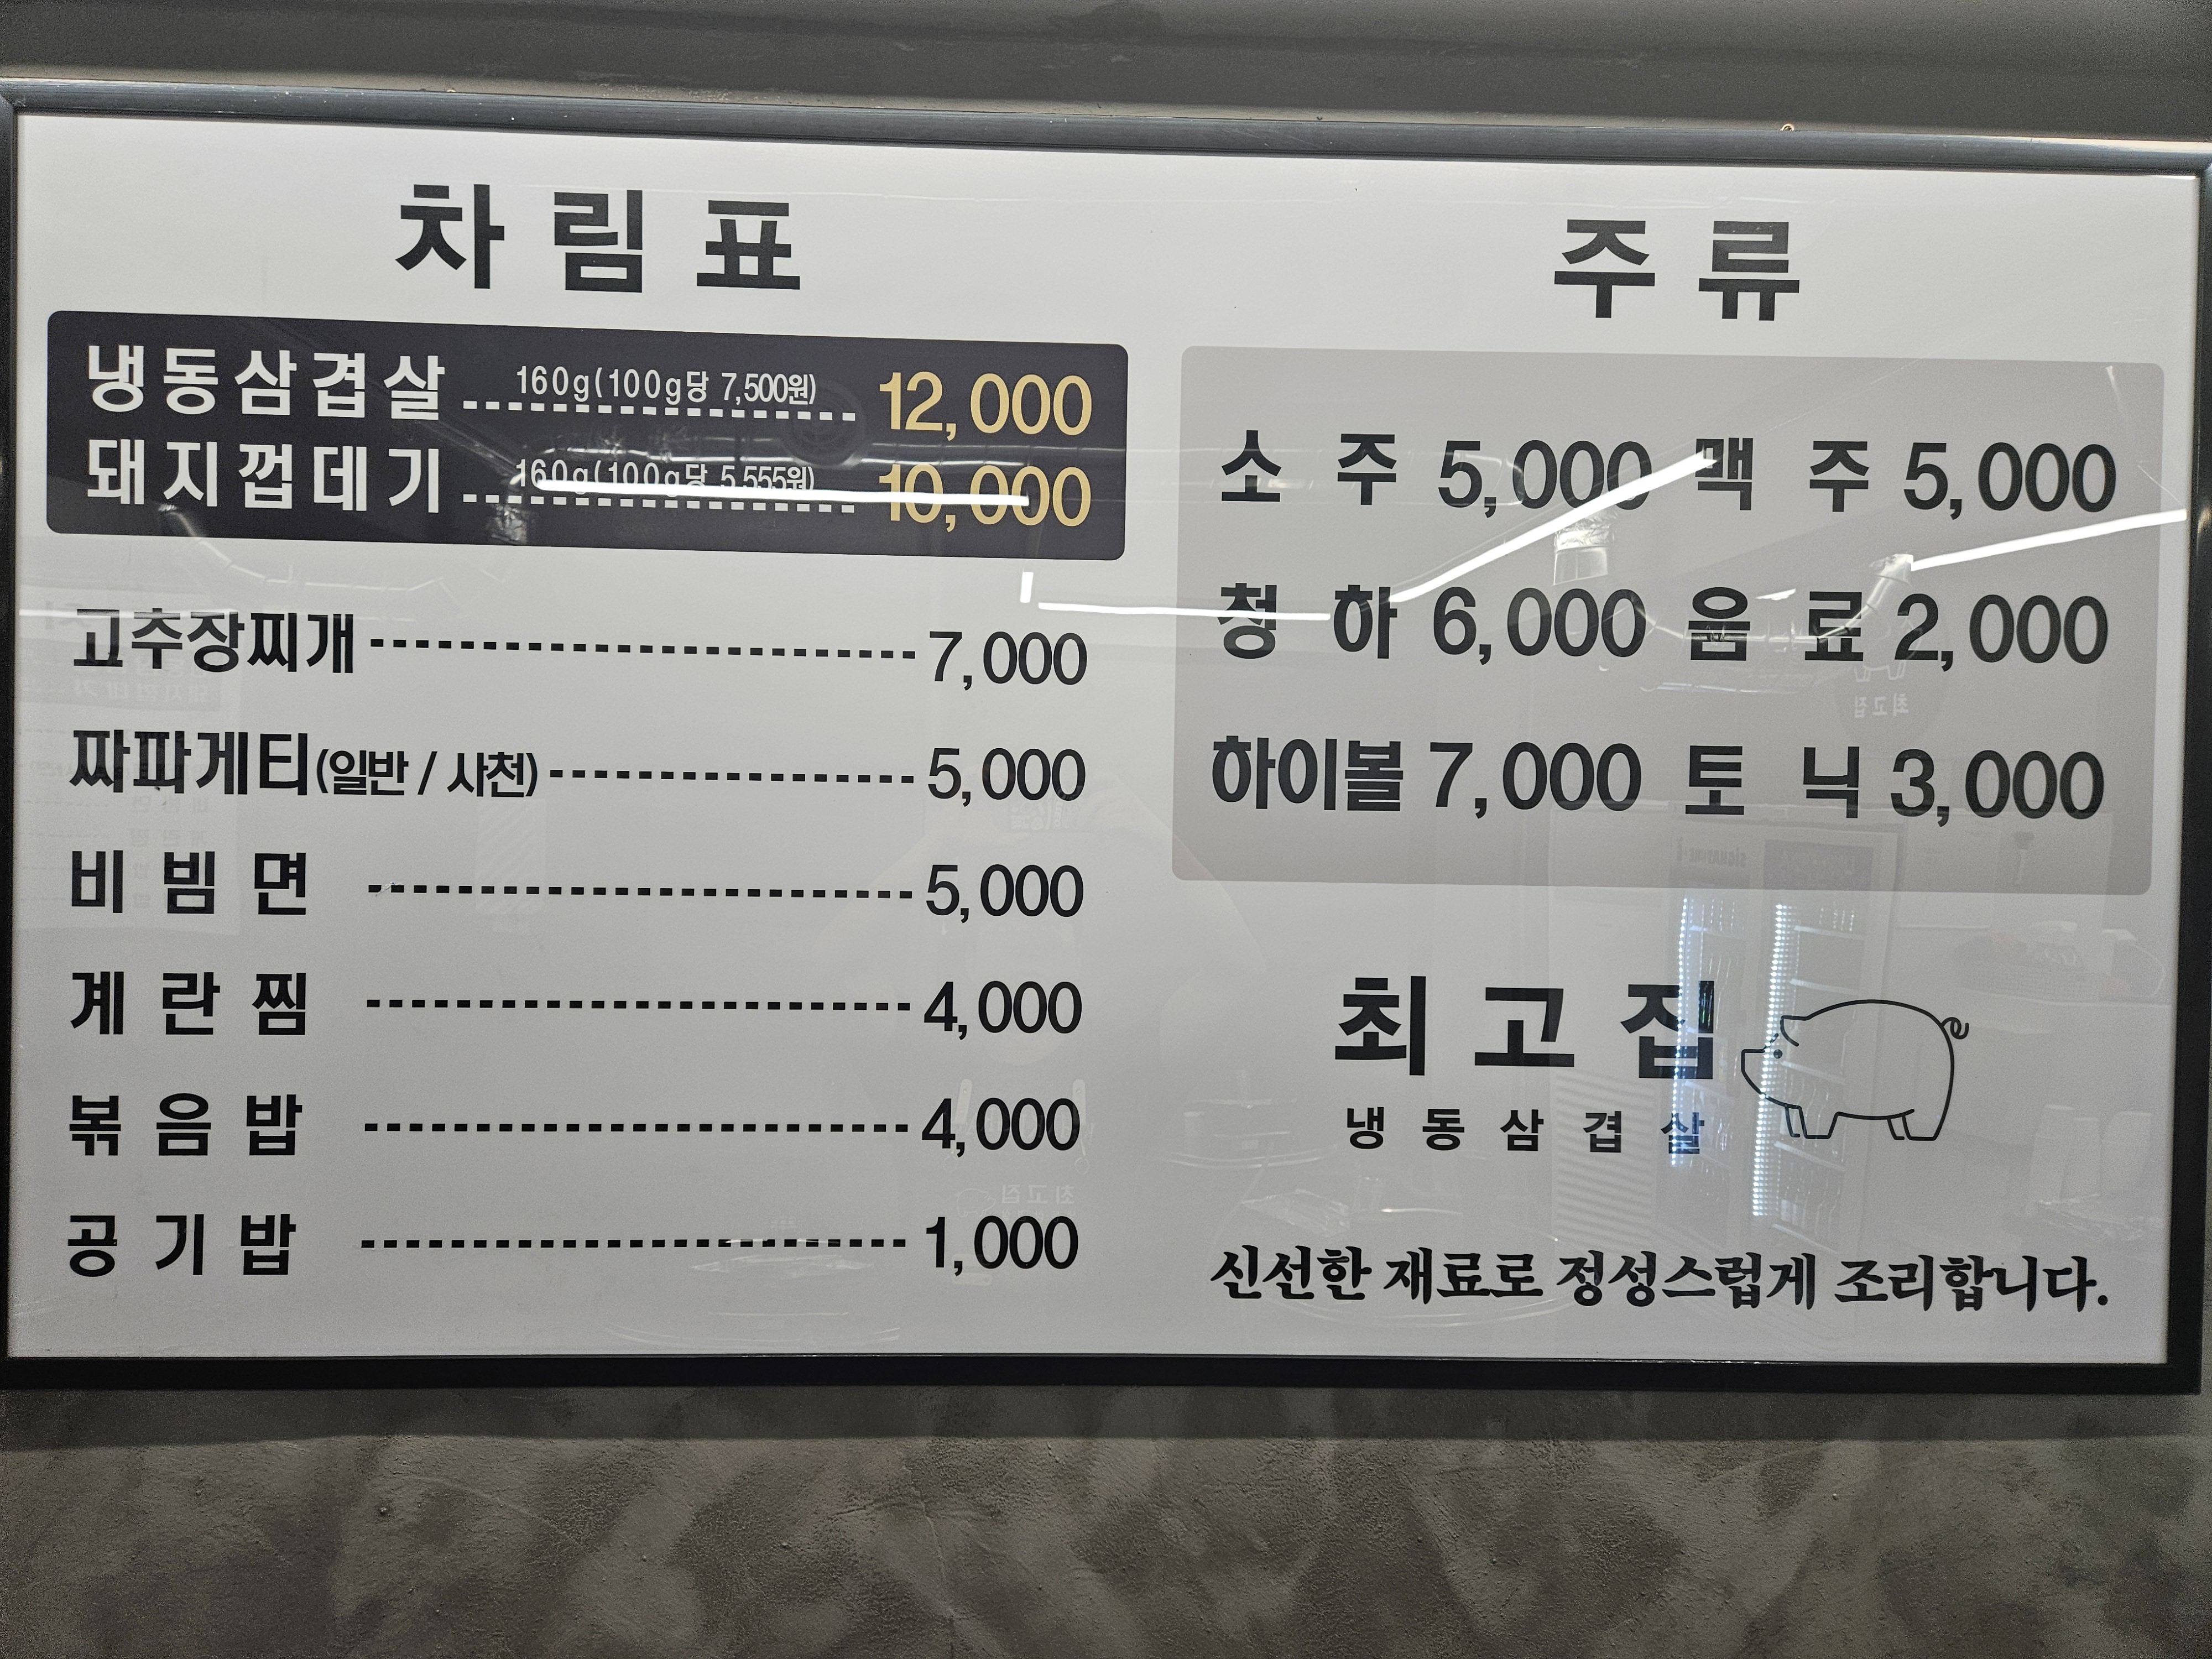 차림표
냉동삼겹살 160g(100g당 7,500원) 12,000
돼지껍데기 160g(100g당 5,555원) 10,000
고추장찌개 7,000
짜파게티(일반 / 사천) 5,000
비빔면 5,000
계란찜 4,000
볶음밥 4,000
공기밥 1,000
주류
소주 5,000 맥주 5,000
청하 6,000 음료 2,000
하이볼 7,000 토닉 3,000
최고집
냉동삼겹살
신선한 재료로 정성스럽게 조리합니다.